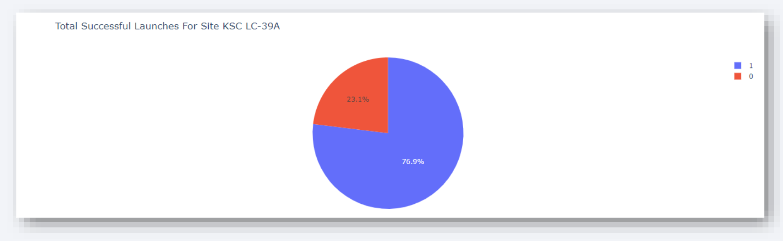 Total Successful Launches For Site KSC LC-39A
1
0
23.1%
76.9%